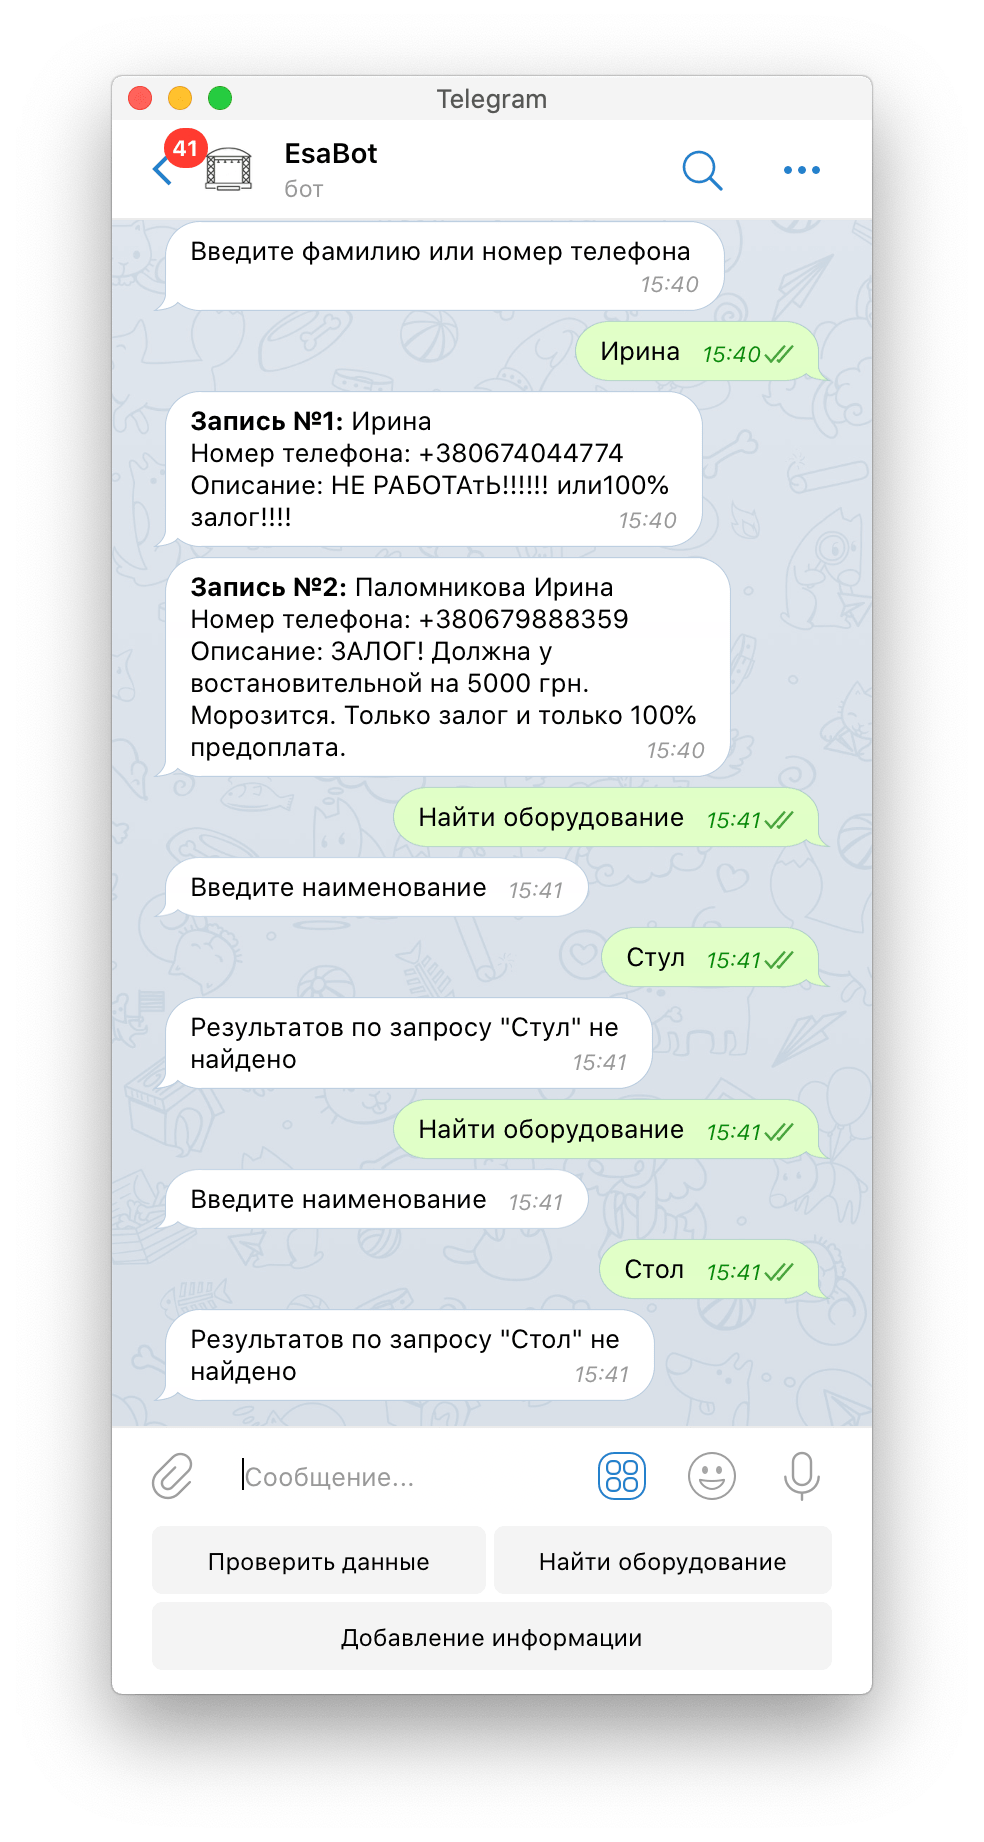 Telegram
41
EsaBot
бот
Введите фамилию или номер телефона
15:40
Ирина 15:40
Запись №1: Ирина
Номер телефона: +380674044774
Описание: НЕ РАБОТАтЬ!!!!!! или100%
залог!!!! 15:40
Запись №2: Паломникова Ирина
Номер телефона: +380679888359
Описание: ЗАЛОГ! Должна у
востановительной на 5000 грн.
Морозится. Только залог и только 100%
предоплата. 15:40
Найти оборудование 15:41
Введите наименование 15:41
Стул 15:41
Результатов по запросу "Стул" не
найдено 15:41
Найти оборудование 15:41
Введите наименование 15:41
Стол 15:41
Результатов по запросу "Стол" не
найдено 15:41
Сообщение...
Проверить данные
Найти оборудование
Добавление информации